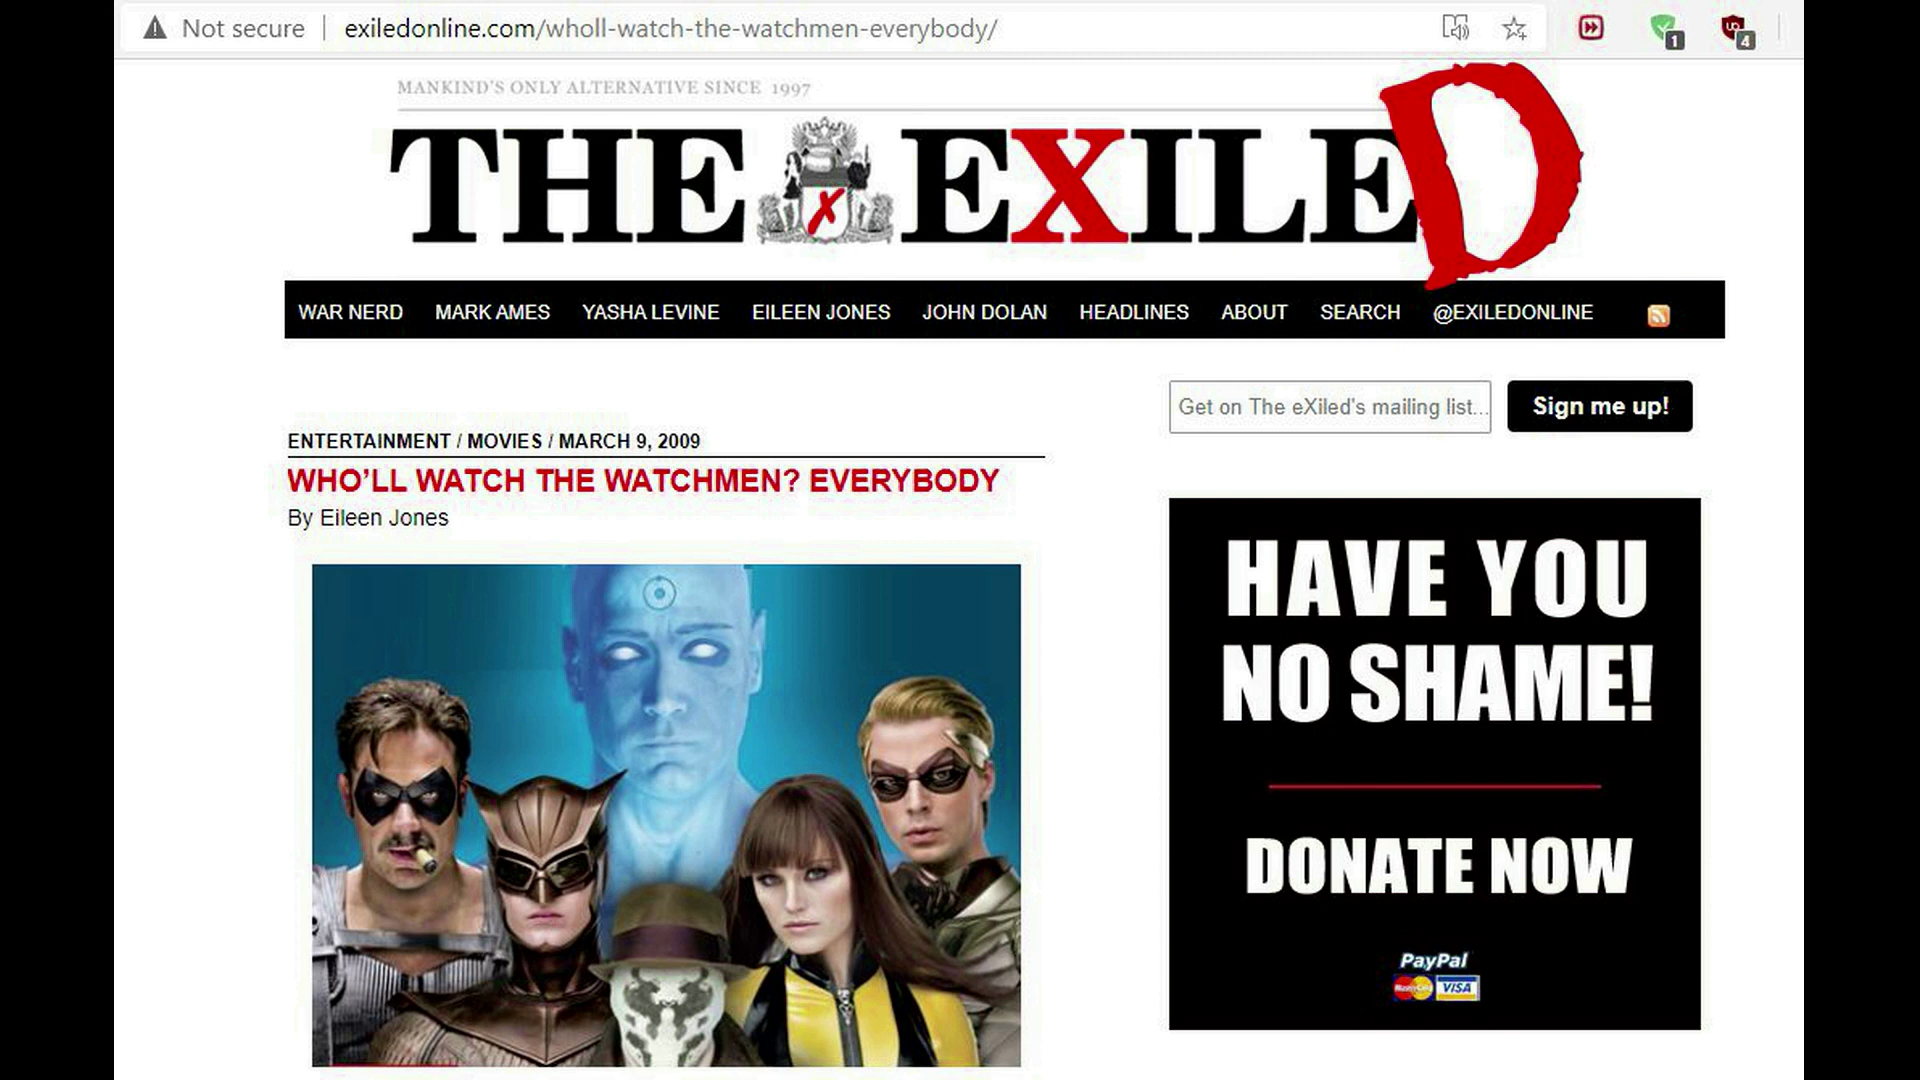 Not secure
exiledonline.com/wholl-watch-the-watchmen-everybody/
1
4
MANKIND'S ONLY ALTERNATIVE SINCE 1997
THE EXILED
WAR NERD MARK AMES YASHA LEVINE EILEEN JONES JOHN DOLAN HEADLINES ABOUT SEARCH @EXILEDONLINE
Get on The eXiled's mailing list...
Sign me up!
ENTERTAINMENT / MOVIES / MARCH 9, 2009
WHO’LL WATCH THE WATCHMEN? EVERYBODY
By Eileen Jones
HAVE YOU
NO SHAME!
DONATE NOW
PayPal
MasterCard VISA